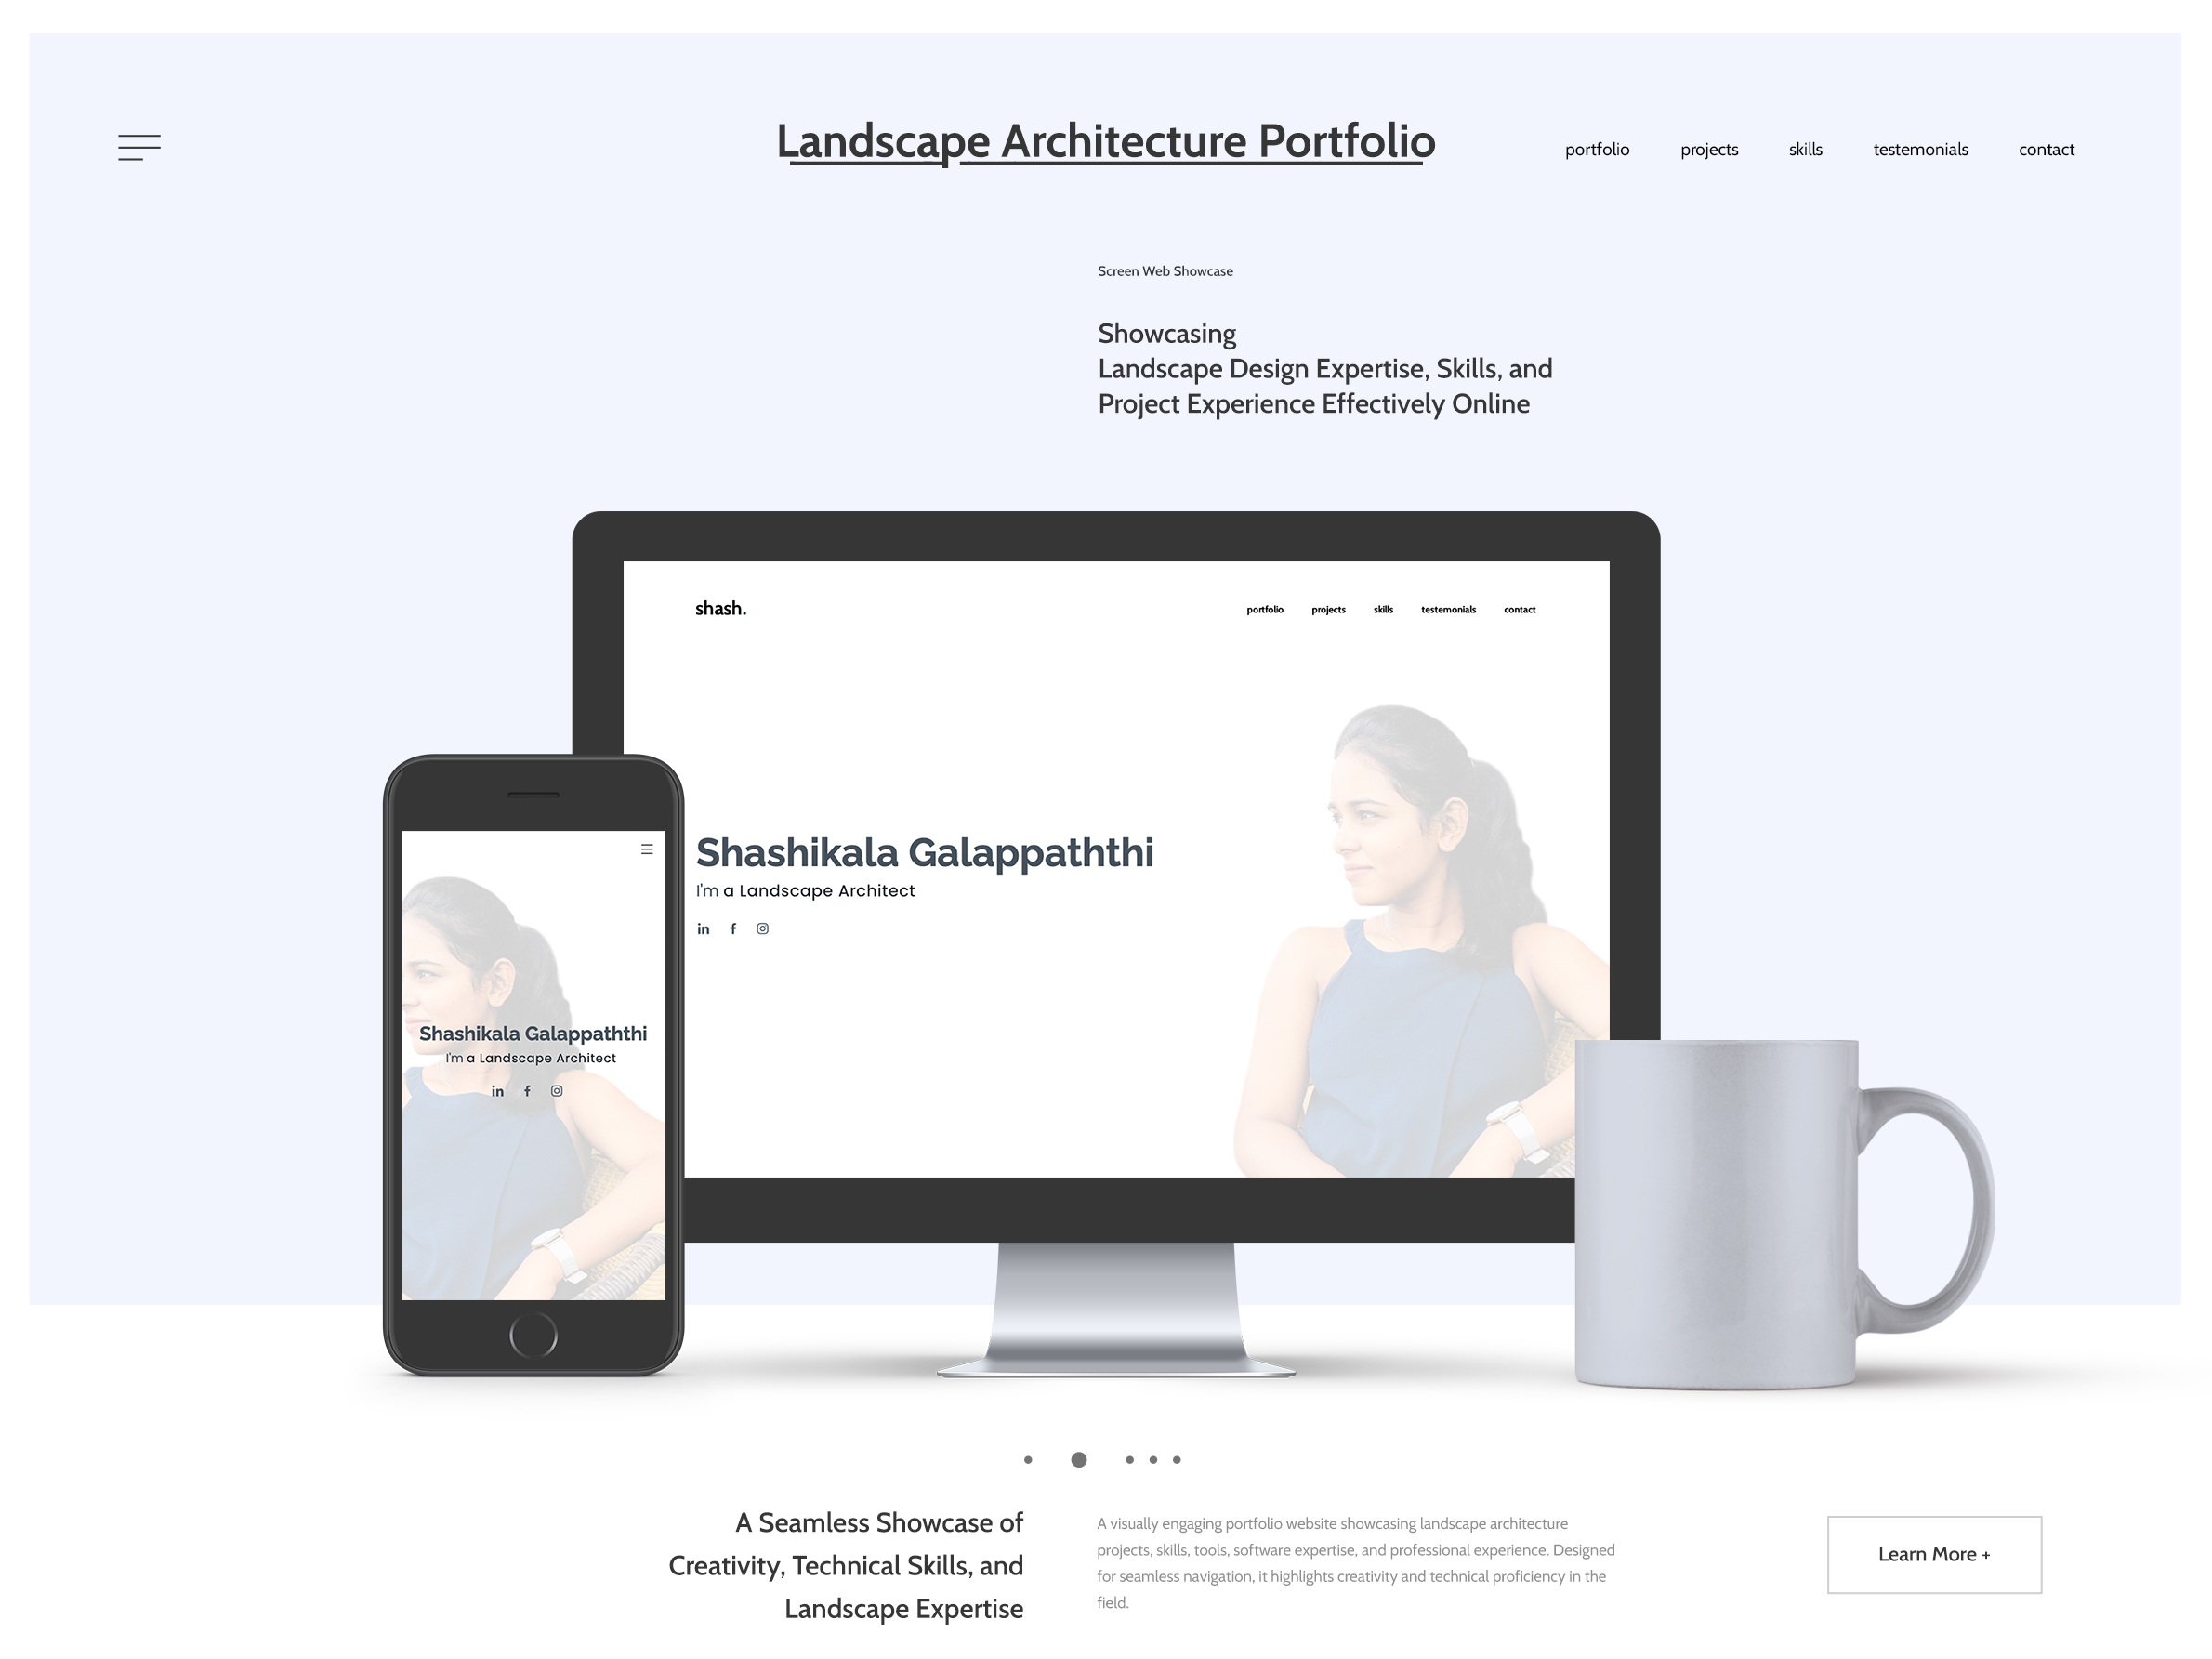 Landscape Architecture Portfolio
portfolio projects skills testemonials contact
Screen Web Showcase
Showcasing
Landscape Design Expertise, Skills, and
Project Experience Effectively Online
shash.
portfolio projects skills testemonials contact
Shashikala Galappaththi
I'm a Landscape Architect
in f
Shashikala Galappaththi
I'm a Landscape Architect
in f
A Seamless Showcase of
Creativity, Technical Skills, and
Landscape Expertise
A visually engaging portfolio website showcasing landscape architecture
projects, skills, tools, software expertise, and professional experience. Designed
for seamless navigation, it highlights creativity and technical proficiency in the
field.
Learn More +